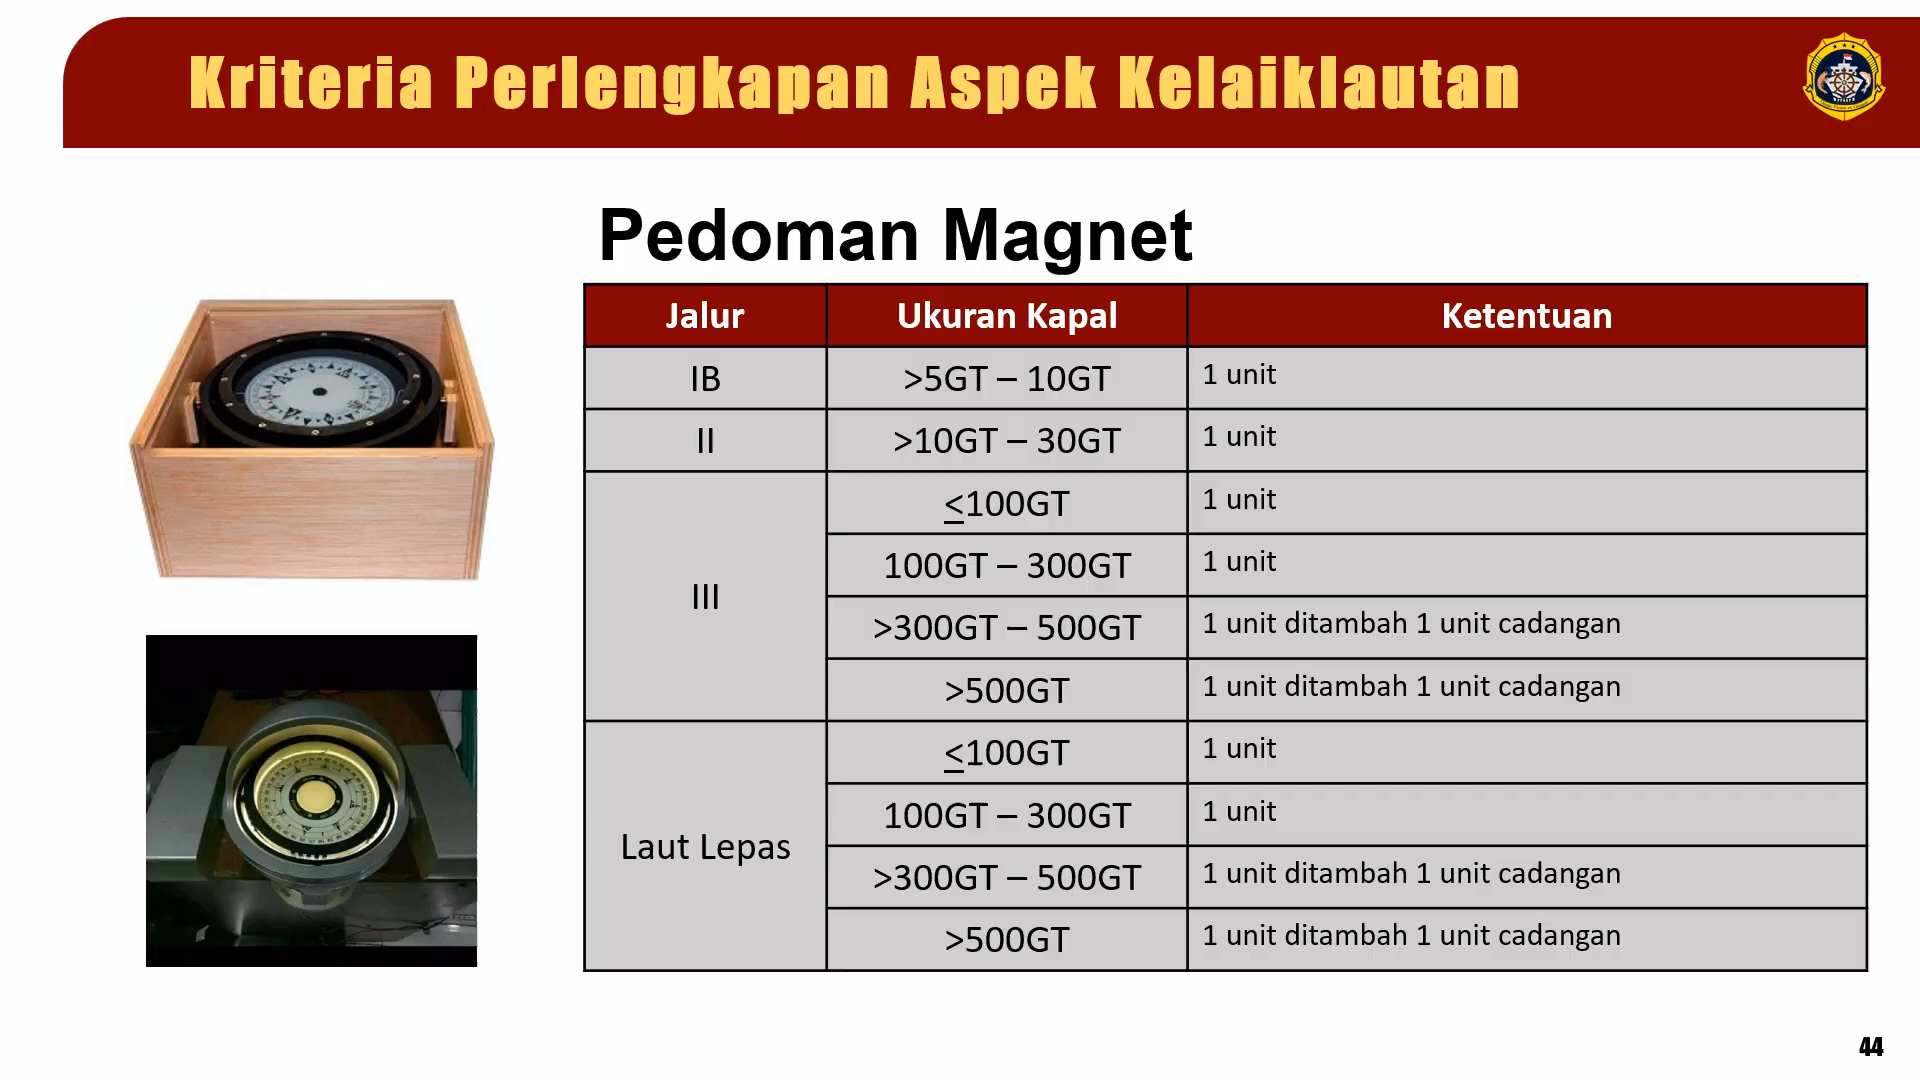 Kriteria Perlengkapan Aspek Kelaiklautan
Pedoman Magnet
Jalur Ukuran Kapal Ketentuan
IB >5GT – 10GT 1 unit
II >10GT – 30GT 1 unit
III
≤100GT 1 unit
100GT – 300GT 1 unit
>300GT – 500GT 1 unit ditambah 1 unit cadangan
>500GT 1 unit ditambah 1 unit cadangan
Laut Lepas
≤100GT 1 unit
100GT – 300GT 1 unit
>300GT – 500GT 1 unit ditambah 1 unit cadangan
>500GT 1 unit ditambah 1 unit cadangan
44